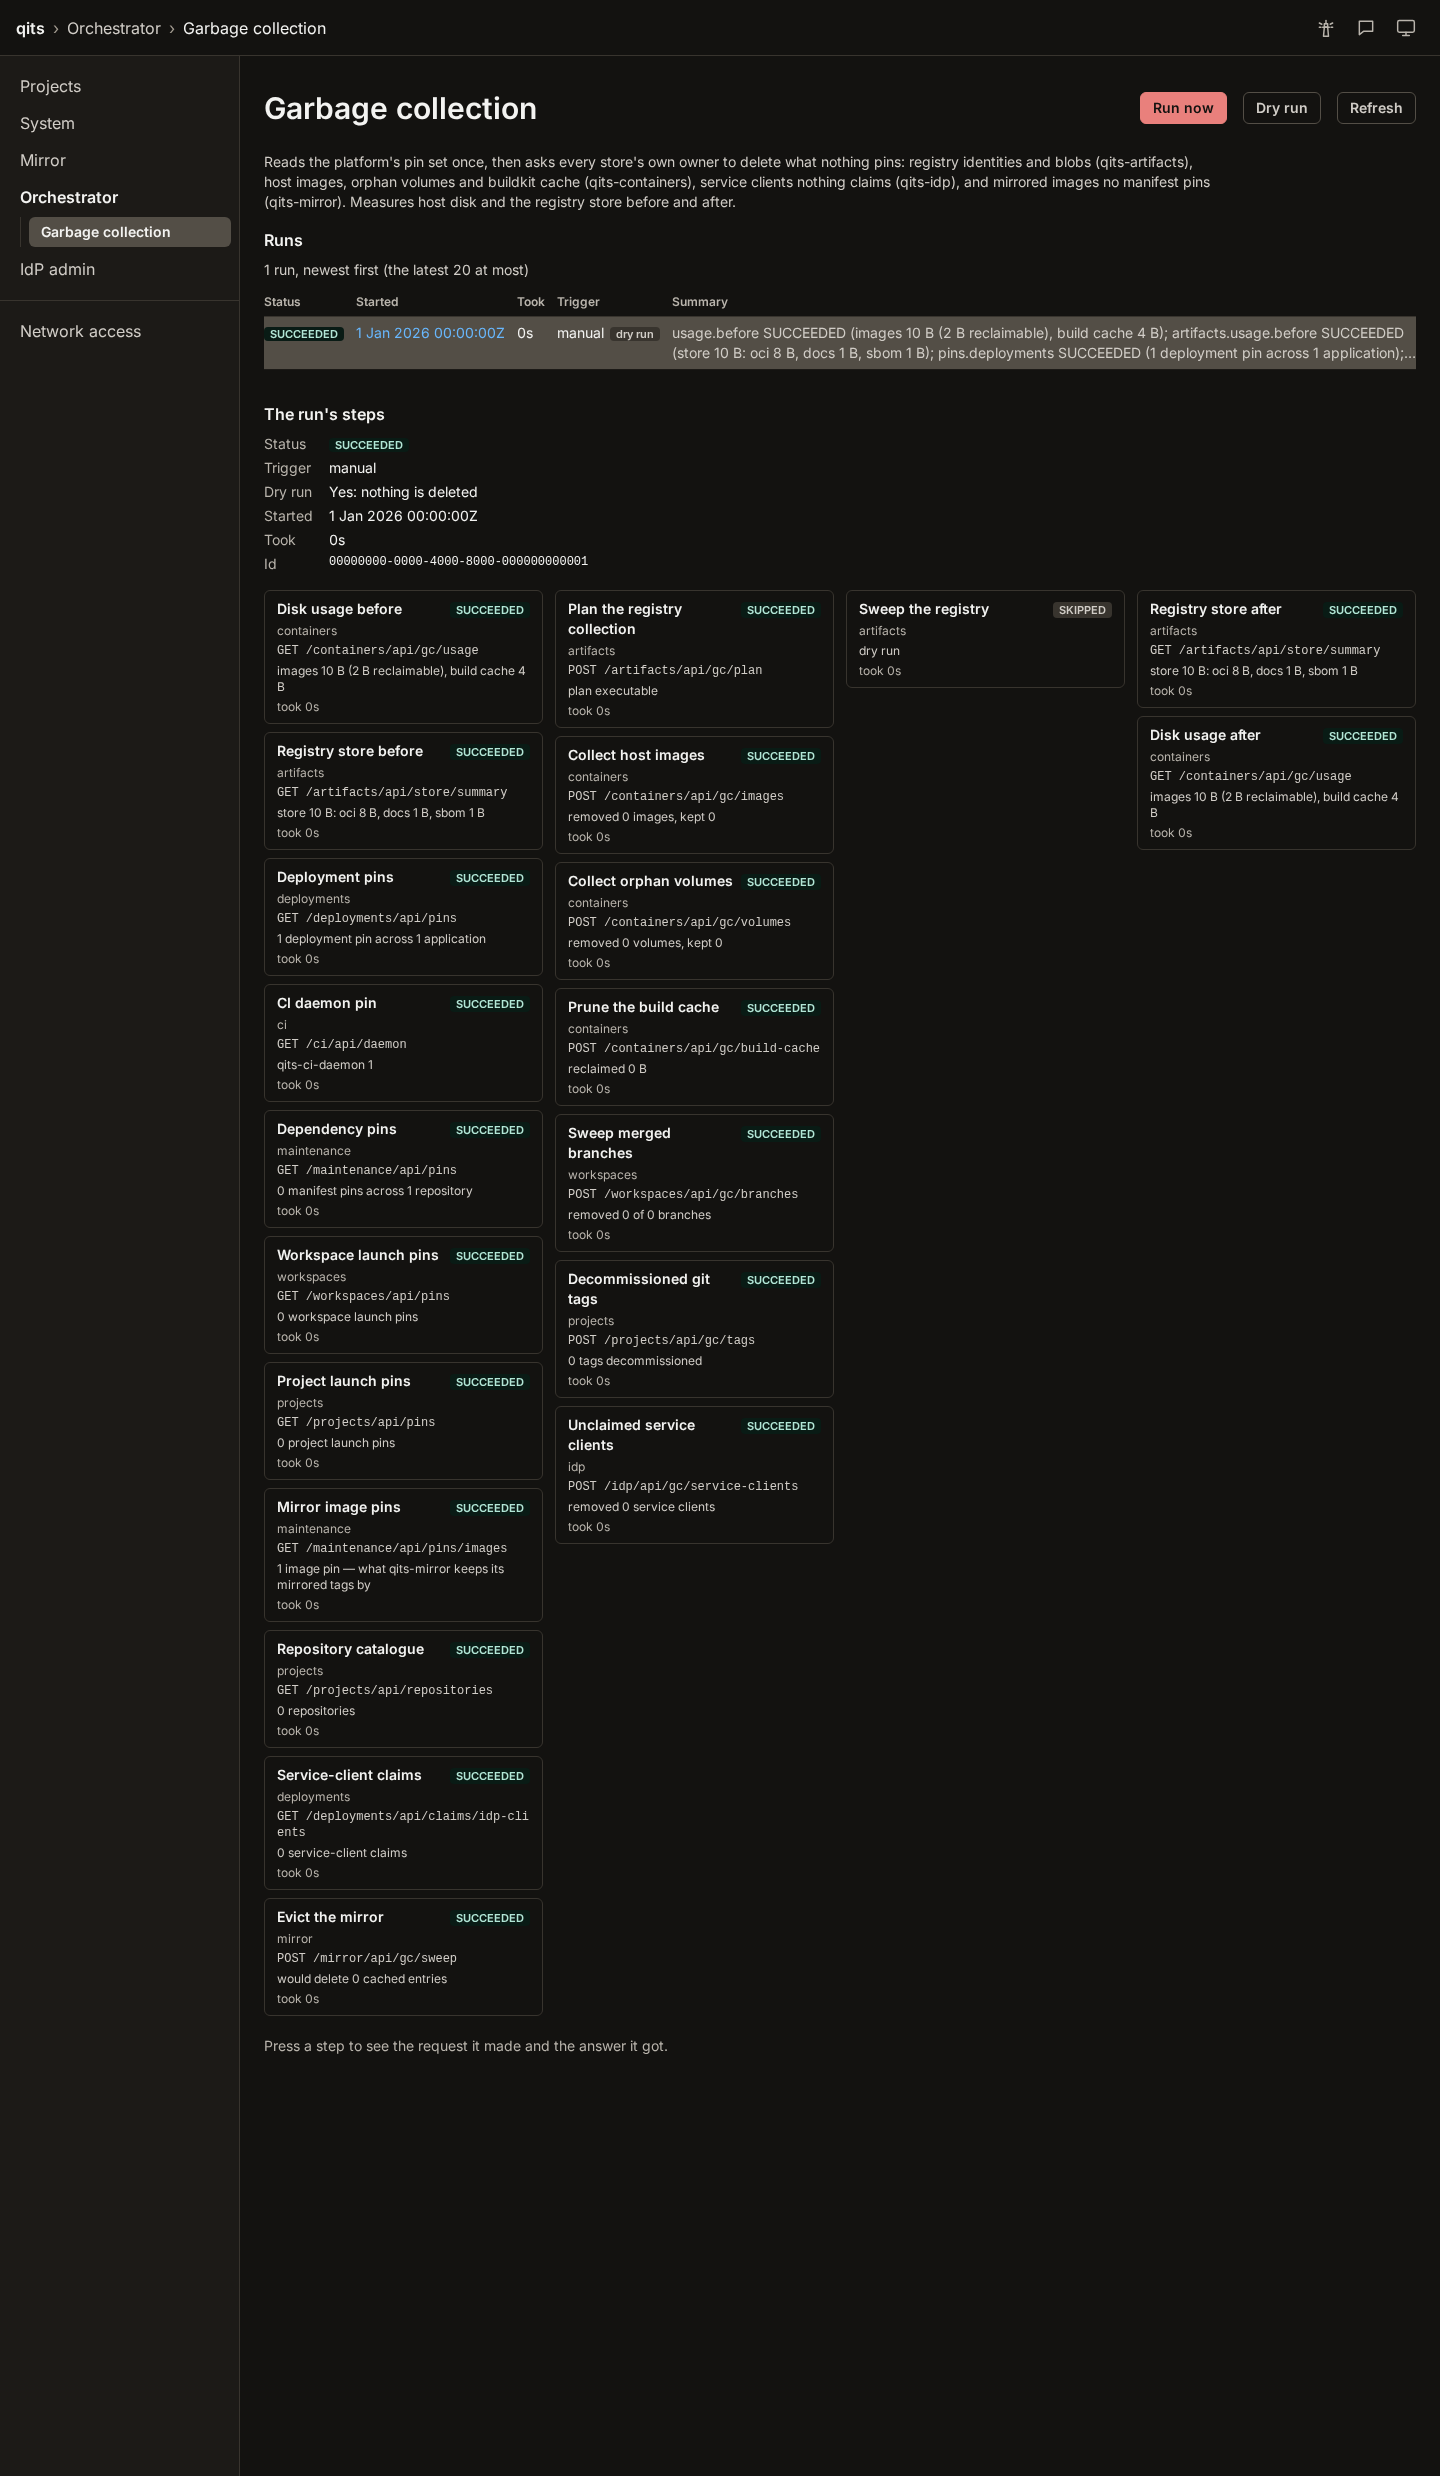 qits › Orchestrator › Garbage collection
Projects
System
Mirror
Orchestrator
Garbage collection
IdP admin
Network access
Garbage collection
Run now
Dry run
Refresh
Reads the platform's pin set once, then asks every store's own owner to delete what nothing pins: registry identities and blobs (qits-artifacts),
host images, orphan volumes and buildkit cache (qits-containers), service clients nothing claims (qits-idp), and mirrored images no manifest pins
(qits-mirror). Measures host disk and the registry store before and after.
Runs
1 run, newest first (the latest 20 at most)
Status Started Took Trigger Summary
SUCCEEDED 1 Jan 2026 00:00:00Z 0s manual dry run usage.before SUCCEEDED (images 10 B (2 B reclaimable), build cache 4 B); artifacts.usage.before SUCCEEDED
(store 10 B: oci 8 B, docs 1 B, sbom 1 B); pins.deployments SUCCEEDED (1 deployment pin across 1 application);…
The run's steps
Status SUCCEEDED
Trigger manual
Dry run Yes: nothing is deleted
Started 1 Jan 2026 00:00:00Z
Took 0s
Id 00000000-0000-4000-8000-000000000001
Disk usage before SUCCEEDED
containers
GET /containers/api/gc/usage
images 10 B (2 B reclaimable), build cache 4
B
took 0s
Registry store before SUCCEEDED
artifacts
GET /artifacts/api/store/summary
store 10 B: oci 8 B, docs 1 B, sbom 1 B
took 0s
Deployment pins SUCCEEDED
deployments
GET /deployments/api/pins
1 deployment pin across 1 application
took 0s
CI daemon pin SUCCEEDED
ci
GET /ci/api/daemon
qits-ci-daemon 1
took 0s
Dependency pins SUCCEEDED
maintenance
GET /maintenance/api/pins
0 manifest pins across 1 repository
took 0s
Workspace launch pins SUCCEEDED
workspaces
GET /workspaces/api/pins
0 workspace launch pins
took 0s
Project launch pins SUCCEEDED
projects
GET /projects/api/pins
0 project launch pins
took 0s
Mirror image pins SUCCEEDED
maintenance
GET /maintenance/api/pins/images
1 image pin — what qits-mirror keeps its
mirrored tags by
took 0s
Repository catalogue SUCCEEDED
projects
GET /projects/api/repositories
0 repositories
took 0s
Service-client claims SUCCEEDED
deployments
GET /deployments/api/claims/idp-cli
ents
0 service-client claims
took 0s
Evict the mirror SUCCEEDED
mirror
POST /mirror/api/gc/sweep
would delete 0 cached entries
took 0s
Plan the registry SUCCEEDED
collection
artifacts
POST /artifacts/api/gc/plan
plan executable
took 0s
Collect host images SUCCEEDED
containers
POST /containers/api/gc/images
removed 0 images, kept 0
took 0s
Collect orphan volumes SUCCEEDED
containers
POST /containers/api/gc/volumes
removed 0 volumes, kept 0
took 0s
Prune the build cache SUCCEEDED
containers
POST /containers/api/gc/build-cache
reclaimed 0 B
took 0s
Sweep merged SUCCEEDED
branches
workspaces
POST /workspaces/api/gc/branches
removed 0 of 0 branches
took 0s
Decommissioned git SUCCEEDED
tags
projects
POST /projects/api/gc/tags
0 tags decommissioned
took 0s
Unclaimed service SUCCEEDED
clients
idp
POST /idp/api/gc/service-clients
removed 0 service clients
took 0s
Sweep the registry SKIPPED
artifacts
dry run
took 0s
Registry store after SUCCEEDED
artifacts
GET /artifacts/api/store/summary
store 10 B: oci 8 B, docs 1 B, sbom 1 B
took 0s
Disk usage after SUCCEEDED
containers
GET /containers/api/gc/usage
images 10 B (2 B reclaimable), build cache 4
B
took 0s
Press a step to see the request it made and the answer it got.